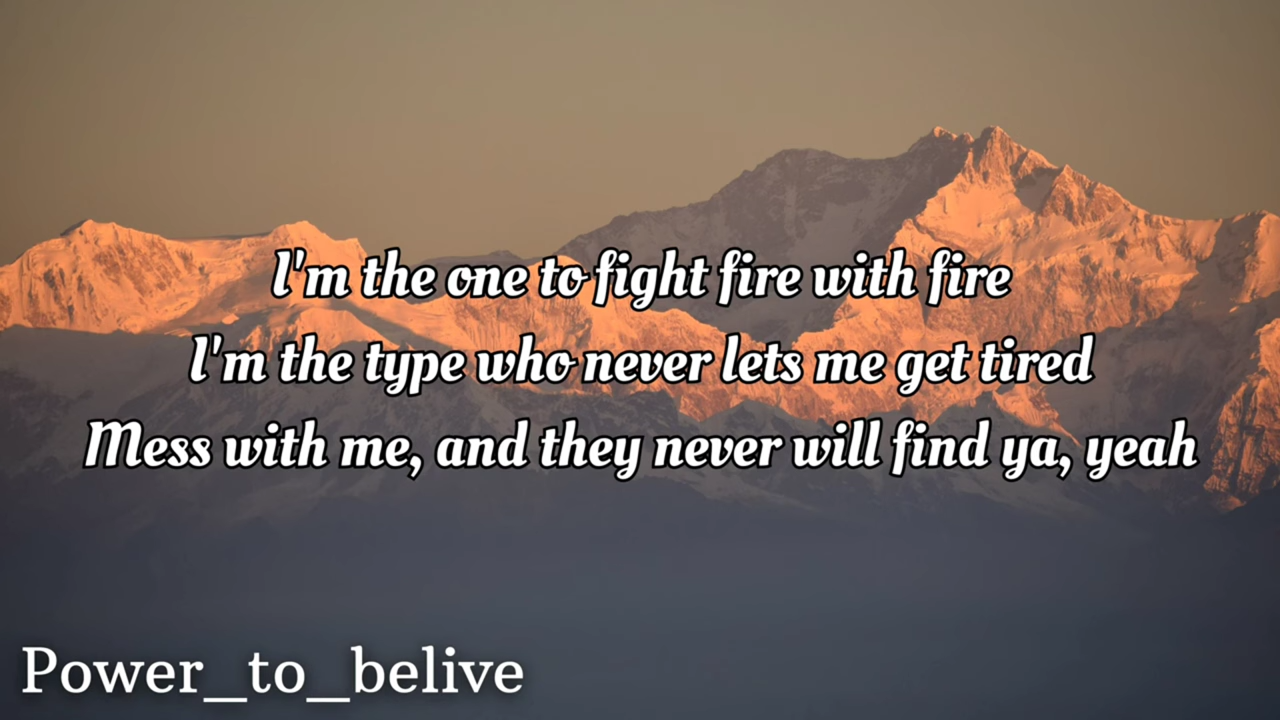 I'm the one to fight fire with fire
I'm the type who never lets me get tired
Mess with me, and they never will find ya, yeah
Power_to_belive